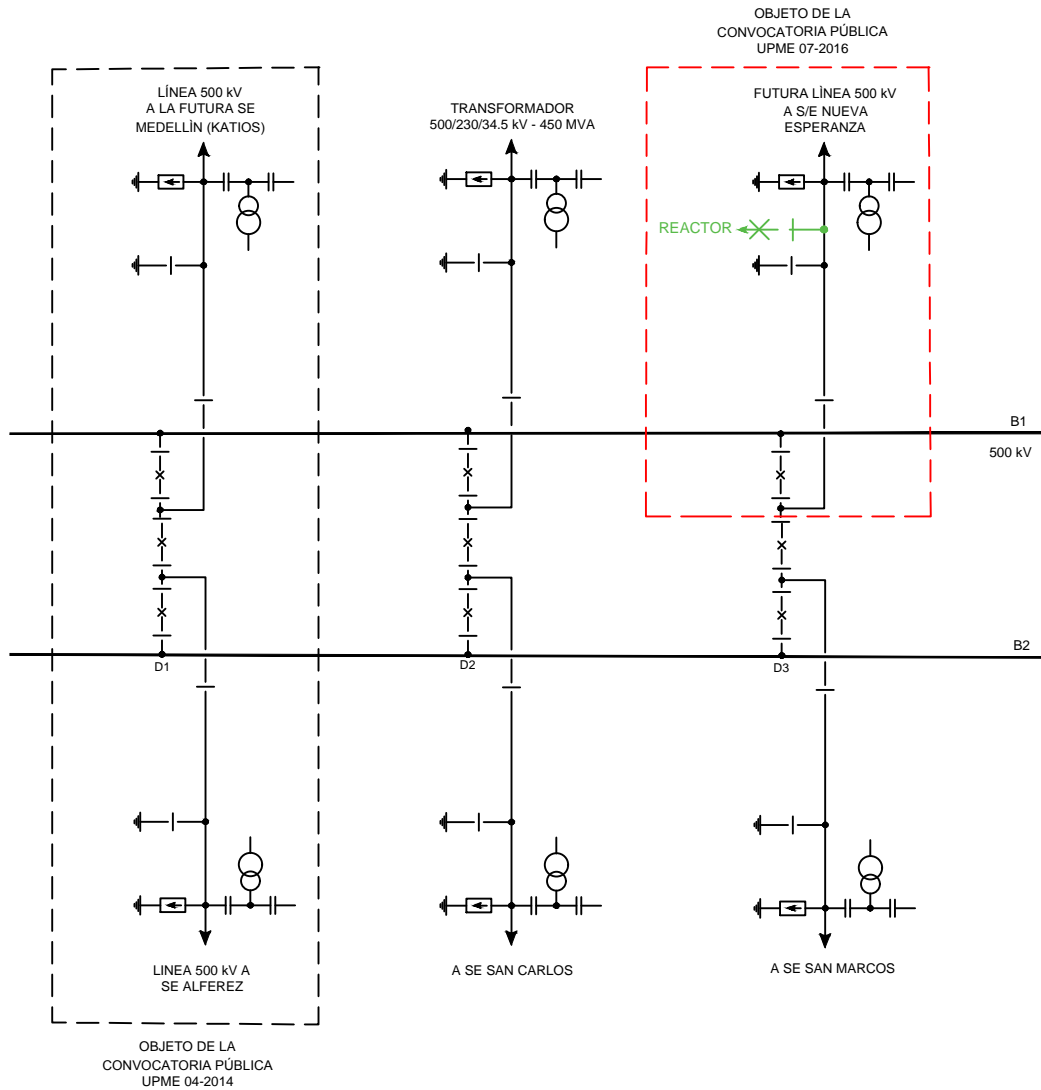 OBJETO DE LA
CONVOCATORIA PÚBLICA
UPME 07-2016
LÍNEA 500 kV
A LA FUTURA SE
MEDELLÌN (KATIOS)
TRANSFORMADOR
500/230/34.5 kV - 450 MVA
FUTURA LÌNEA 500 kV
A S/E NUEVA
ESPERANZA
REACTOR
B1
500 kV
B2
D1
D2
D3
LINEA 500 kV A
SE ALFEREZ
A SE SAN CARLOS
A SE SAN MARCOS
OBJETO DE LA
CONVOCATORIA PÚBLICA
UPME 04-2014